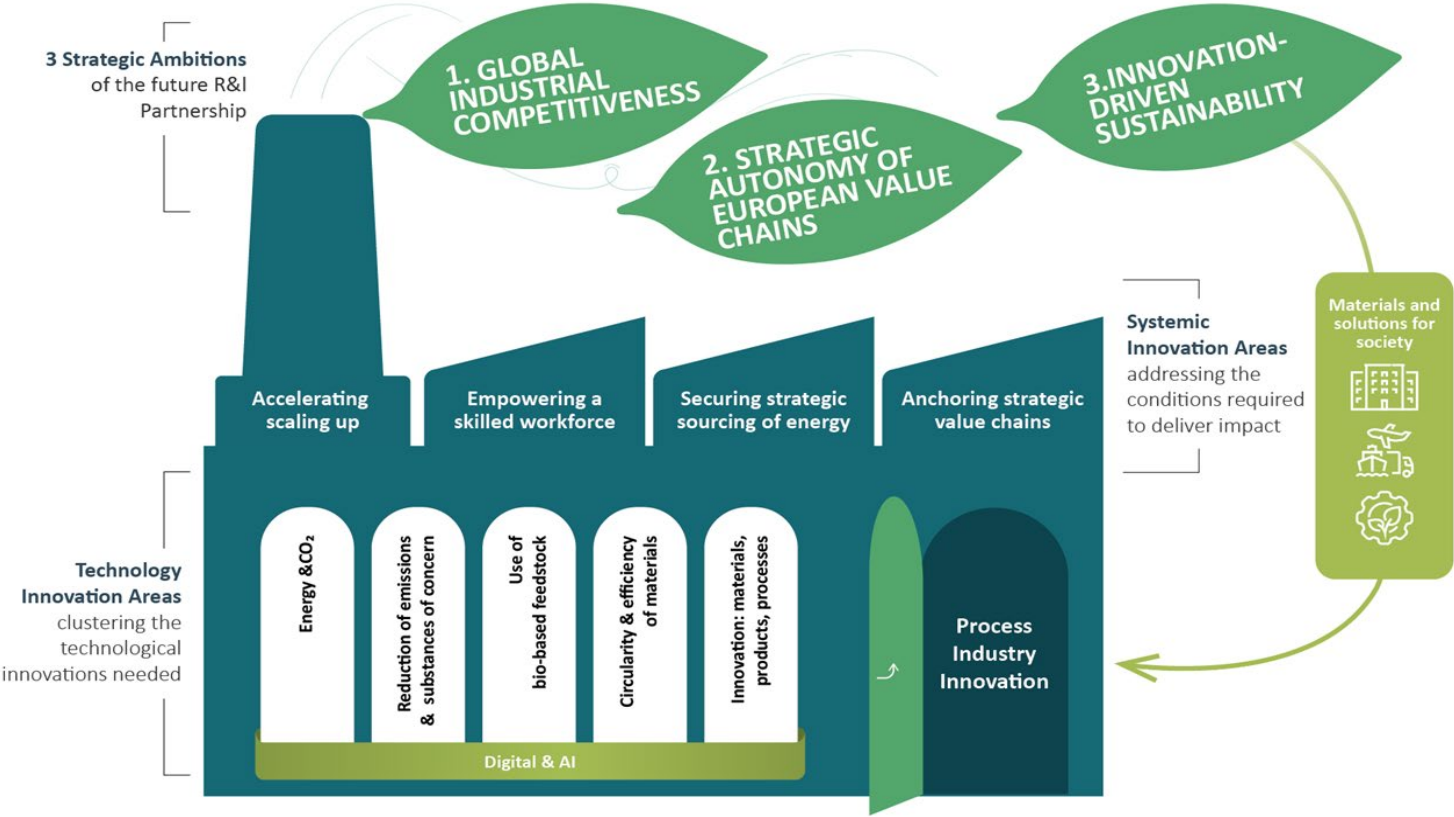 3 Strategic Ambitions
of the future R&I
Partnership
1. GLOBAL
INDUSTRIAL
COMPETITIVENESS
2. STRATEGIC
AUTONOMY OF
EUROPEAN VALUE
CHAINS
3.INNOVATION-
DRIVEN
SUSTAINABILITY
Materials and
solutions for
society
Systemic
Innovation Areas
addressing the
conditions required
to deliver impact
Accelerating
scaling up
Empowering a
skilled workforce
Securing strategic
sourcing of energy
Anchoring strategic
value chains
Technology
Innovation Areas
clustering the
technological
innovations needed
Energy &CO₂
Reduction of emissions
& substances of concern
Use of
bio-based feedstock
Circularity & efficiency
of materials
Innovation: materials,
products, processes
Digital & AI
Process
Industry
Innovation